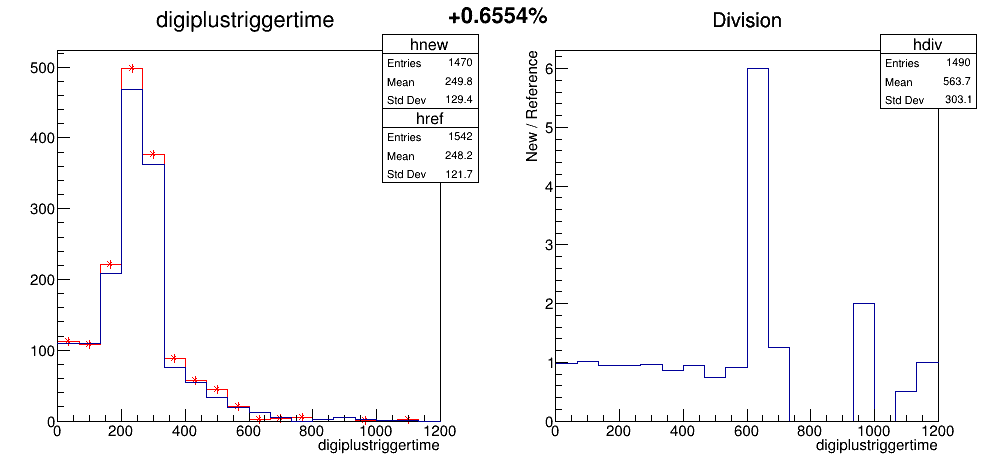 digiplustriggertime
+0.6554%
Division
hnew
Entries 1470
Mean 249.8
Std Dev 129.4
href
Entries 1542
Mean 248.2
Std Dev 121.7
500
400
300
200
100
0
0 200 400 600 800 1000 1200
digiplustriggertime
hdiv
Entries 1490
Mean 563.7
Std Dev 303.1
New / Reference
6
5
4
3
2
1
0
0 200 400 600 800 1000 1200
digiplustriggertime